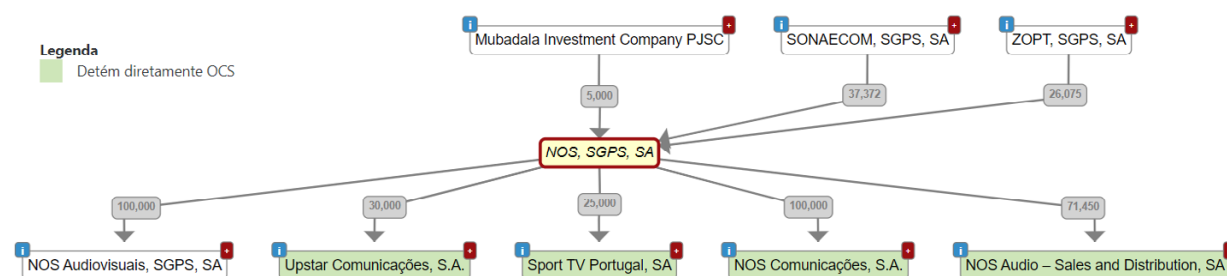 Legenda
Detém diretamente OCS
i + Mubadala Investment Company PJSC
i + SONAECOM, SGPS, SA
i + ZOPT, SGPS, SA
5,000
37,372
26,075
NOS, SGPS, SA
100,000
30,000
25,000
100,000
71,450
i + NOS Audiovisuais, SGPS, SA
i + Upstar Comunicações, S.A.
i + Sport TV Portugal, SA
i + NOS Comunicações, S.A.
i + NOS Audio – Sales and Distribution, SA